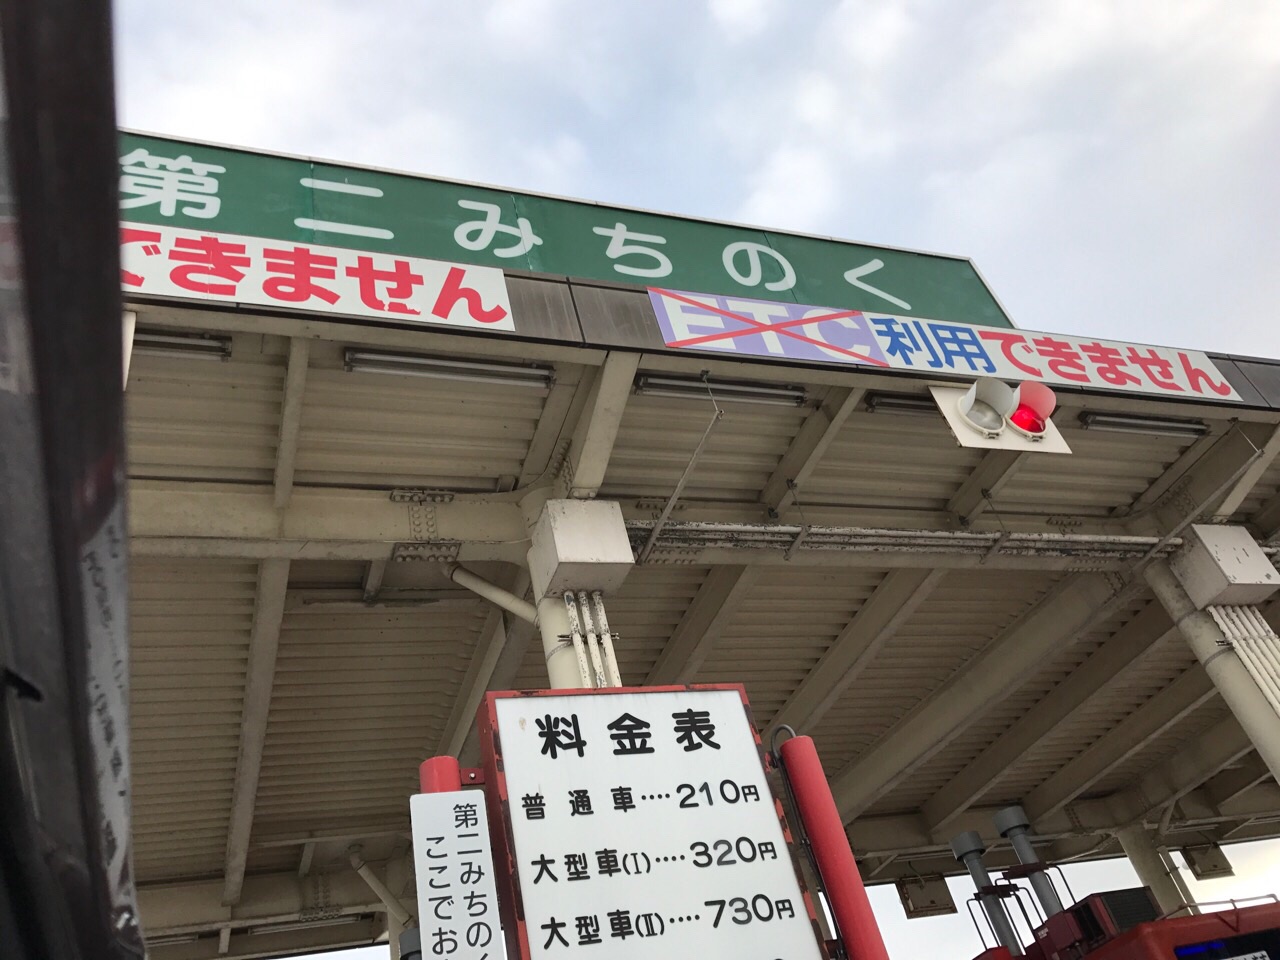 第二みちのく
できません
ETC利用できません
料金表
普通車‥‥210円
大型車(Ⅰ)‥‥320円
大型車(Ⅱ)‥‥730円
第二みちのく
ここでお